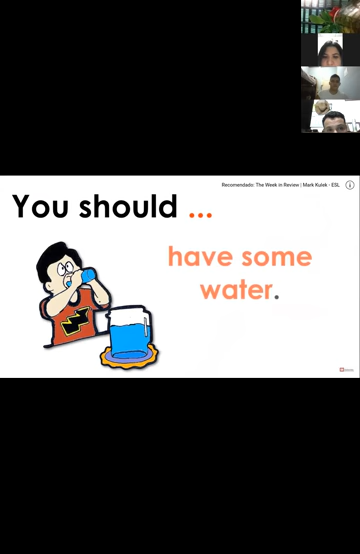 Recomendado: The Week in Review | Mark Kulek - ESL
You should ...
have some
water.